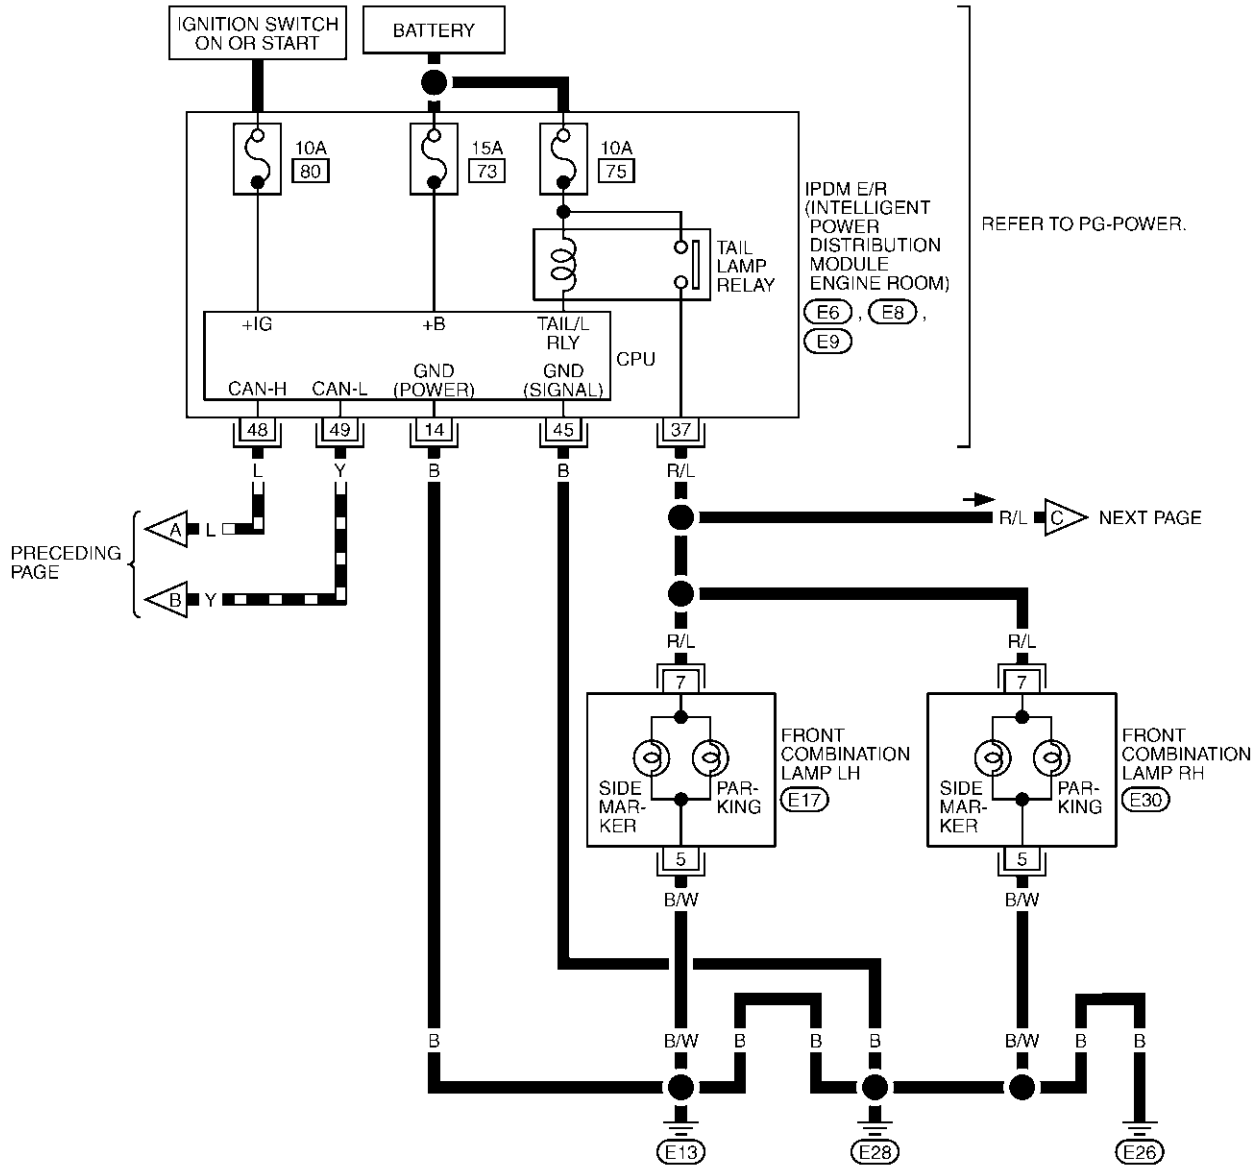 IGNITION SWITCH
ON OR START
BATTERY
10A
80
15A
73
10A
75
IPDM E/R
(INTELLIGENT
POWER
DISTRIBUTION
MODULE
ENGINE ROOM)
E6 , E8 ,
E9
REFER TO PG-POWER.
TAIL
LAMP
RELAY
+IG
+B
TAIL/L
RLY
CPU
CAN-H
CAN-L
GND
(POWER)
GND
(SIGNAL)
48
49
14
45
37
L
Y
B
B
R/L
PRECEDING
PAGE
A
L
B
Y
R/L
C
NEXT PAGE
R/L
R/L
7
7
SIDE
MAR-
KER
PAR-
KING
FRONT
COMBINATION
LAMP LH
E17
SIDE
MAR-
KER
PAR-
KING
FRONT
COMBINATION
LAMP RH
E30
5
5
B/W
B/W
B
B/W
B
B
B
B/W
B
B
E13
E28
E26